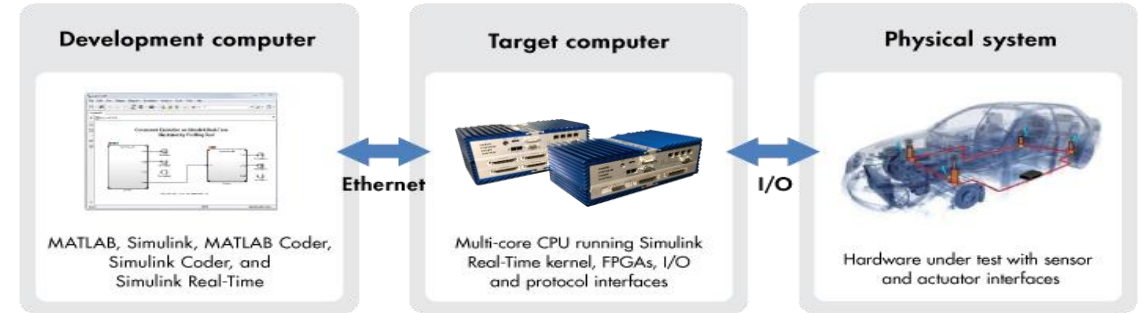 Development computer
MATLAB, Simulink, MATLAB Coder,
Simulink Coder, and
Simulink Real-Time
Ethernet
Target computer
Multi-core CPU running Simulink
Real-Time kernel, FPGAs, I/O
and protocol interfaces
I/O
Physical system
Hardware under test with sensor
and actuator interfaces